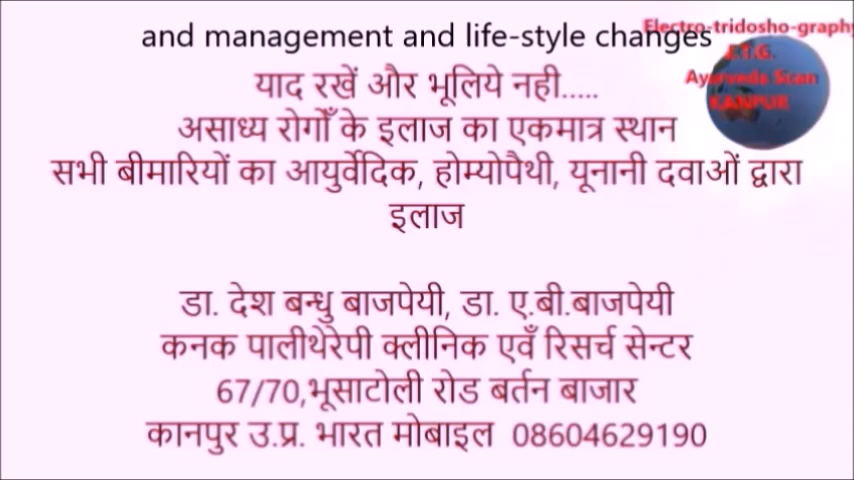 and management and life-style changes
Electro-tridosho-graphy
E.T.G.
Ayurveda Scan
KANPUR
याद रखें और भूलिये नही.....
असाध्य रोगोँ के इलाज का एकमात्र स्थान
सभी बीमारियों का आयुर्वेदिक, होम्योपैथी, यूनानी दवाओं द्वारा
इलाज
डा. देश बन्धु बाजपेयी, डा. ए.बी.बाजपेयी
कनक पालीथेरेपी क्लीनिक एवँ रिसर्च सेन्टर
67/70,भूसाटोली रोड बर्तन बाजार
कानपुर उ.प्र. भारत मोबाइल 08604629190